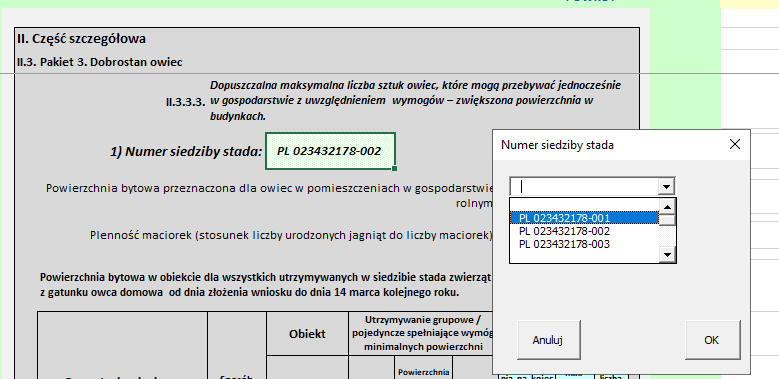 II. Część szczegółowa
II.3. Pakiet 3. Dobrostan owiec
II.3.3.3. Dopuszczalna maksymalna liczba sztuk owiec, które mogą przebywać jednocześnie
w gospodarstwie z uwzględnieniem wymogów – zwiększona powierzchnia w
budynkach.
1) Numer siedziby stada: PL 023432178-002
Powierzchnia bytowa przeznaczona dla owiec w pomieszczeniach w gospodarstwie
rolnym
Plenność maciorek (stosunek liczby urodzonych jagniąt do liczby maciorek)
Powierzchnia bytowa w obiekcie dla wszystkich utrzymywanych w siedzibie stada zwierząt
z gatunku owca domowa od dnia złożenia wniosku do dnia 14 marca kolejnego roku.
Obiekt
Utrzymywanie grupowe /
pojedyncze spełniające wymóg
minimalnych powierzchni
Powierzchnia
Numer siedziby stada
PL 023432178-001
PL 023432178-002
PL 023432178-003
Anuluj
OK